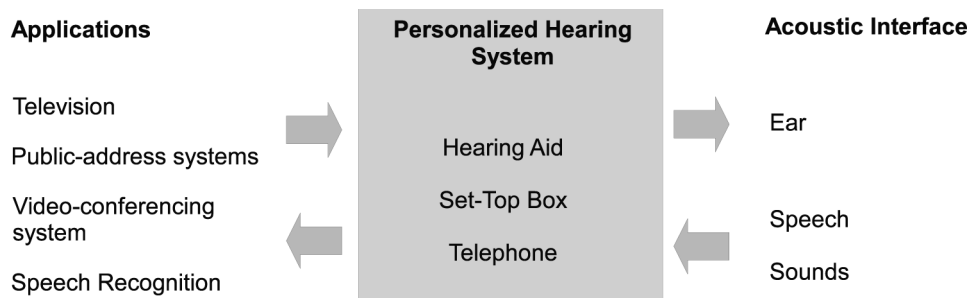 Applications
Television
Public-address systems
Video-conferencing
system
Speech Recognition
Personalized Hearing
System
Hearing Aid
Set-Top Box
Telephone
Acoustic Interface
Ear
Speech
Sounds